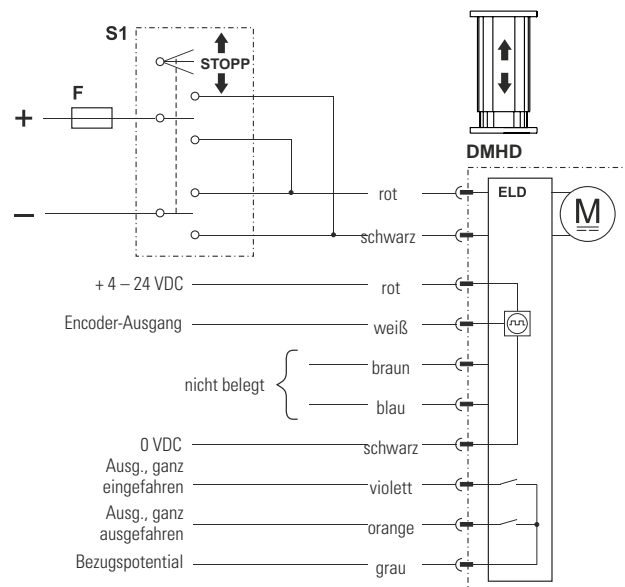 S1
STOPP
F
+
–
DMHD
ELD
M
rot
schwarz
+ 4 – 24 VDC
rot
Encoder-Ausgang
weiß
nicht belegt
braun
blau
0 VDC
schwarz
Ausg., ganz
eingefahren
violett
Ausg., ganz
ausgefahren
orange
Bezugspotential
grau